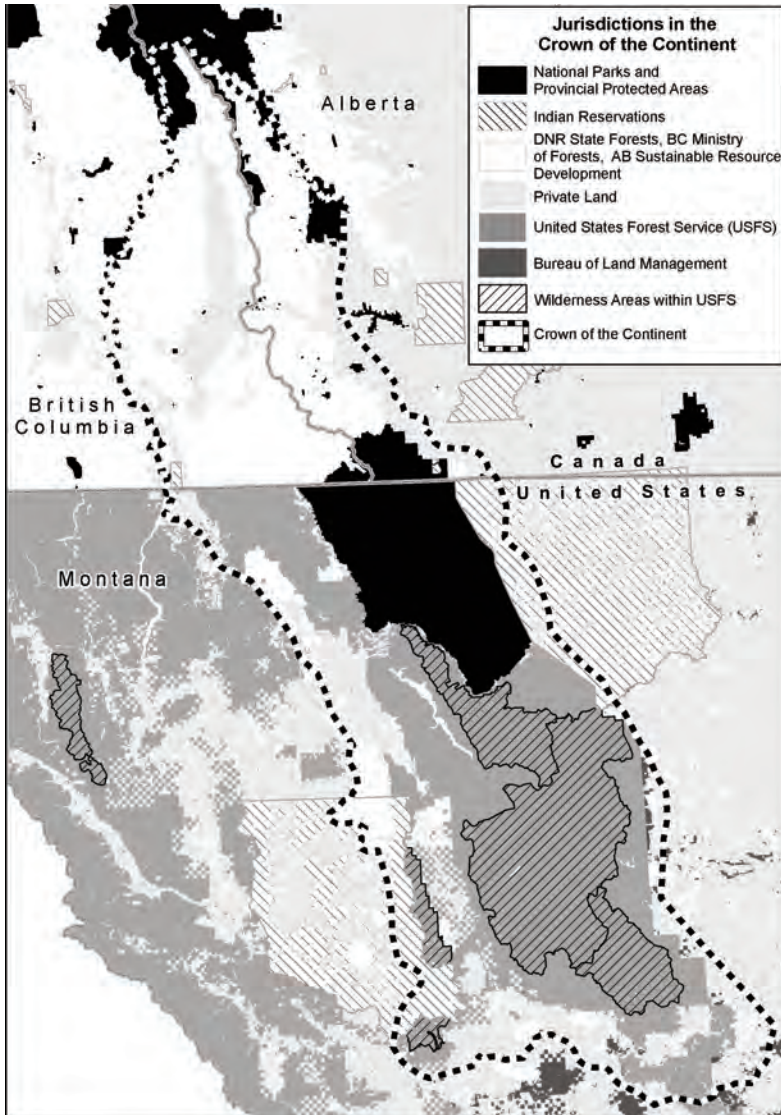 Jurisdictions in the
Crown of the Continent
National Parks and
Provincial Protected Areas
Indian Reservations
DNR State Forests, BC Ministry
of Forests, AB Sustainable Resource
Development
Private Land
United States Forest Service (USFS)
Bureau of Land Management
Wilderness Areas within USFS
Crown of the Continent
Alberta
British
Columbia
Canada
United States
Montana